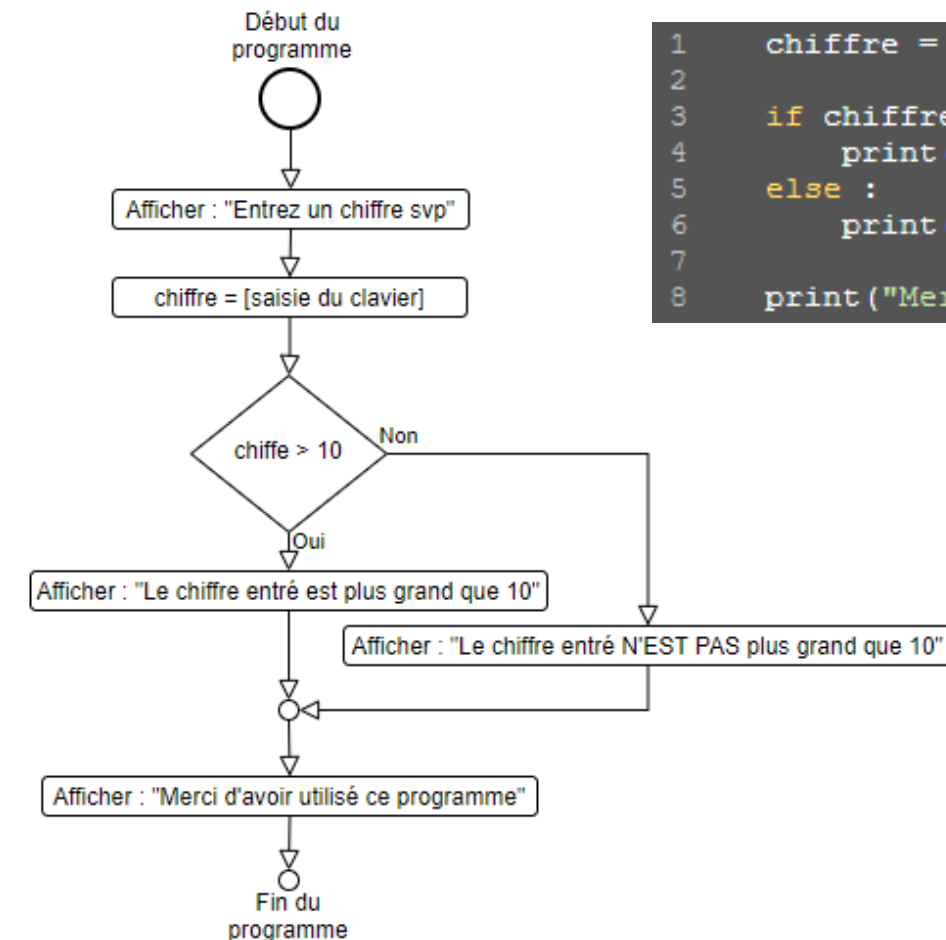 Début du
programme
Afficher : "Entrez un chiffre svp"
chiffre = [saisie du clavier]
chiffe > 10
Non
Oui
Afficher : "Le chiffre entré est plus grand que 10"
Afficher : "Le chiffre entré N'EST PAS plus grand que 10"
Afficher : "Merci d'avoir utilisé ce programme"
Fin du
programme
1 chiffre =
2
3 if chiffre
4 print
5 else :
6 print
7
8 print("Mer